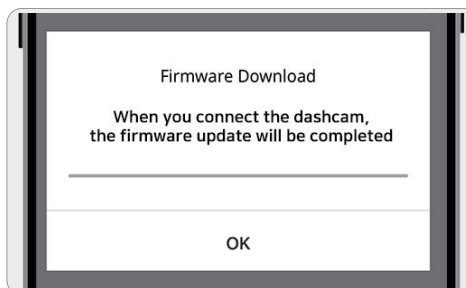 Firmware Download
When you connect the dashcam,
the firmware update will be completed
OK